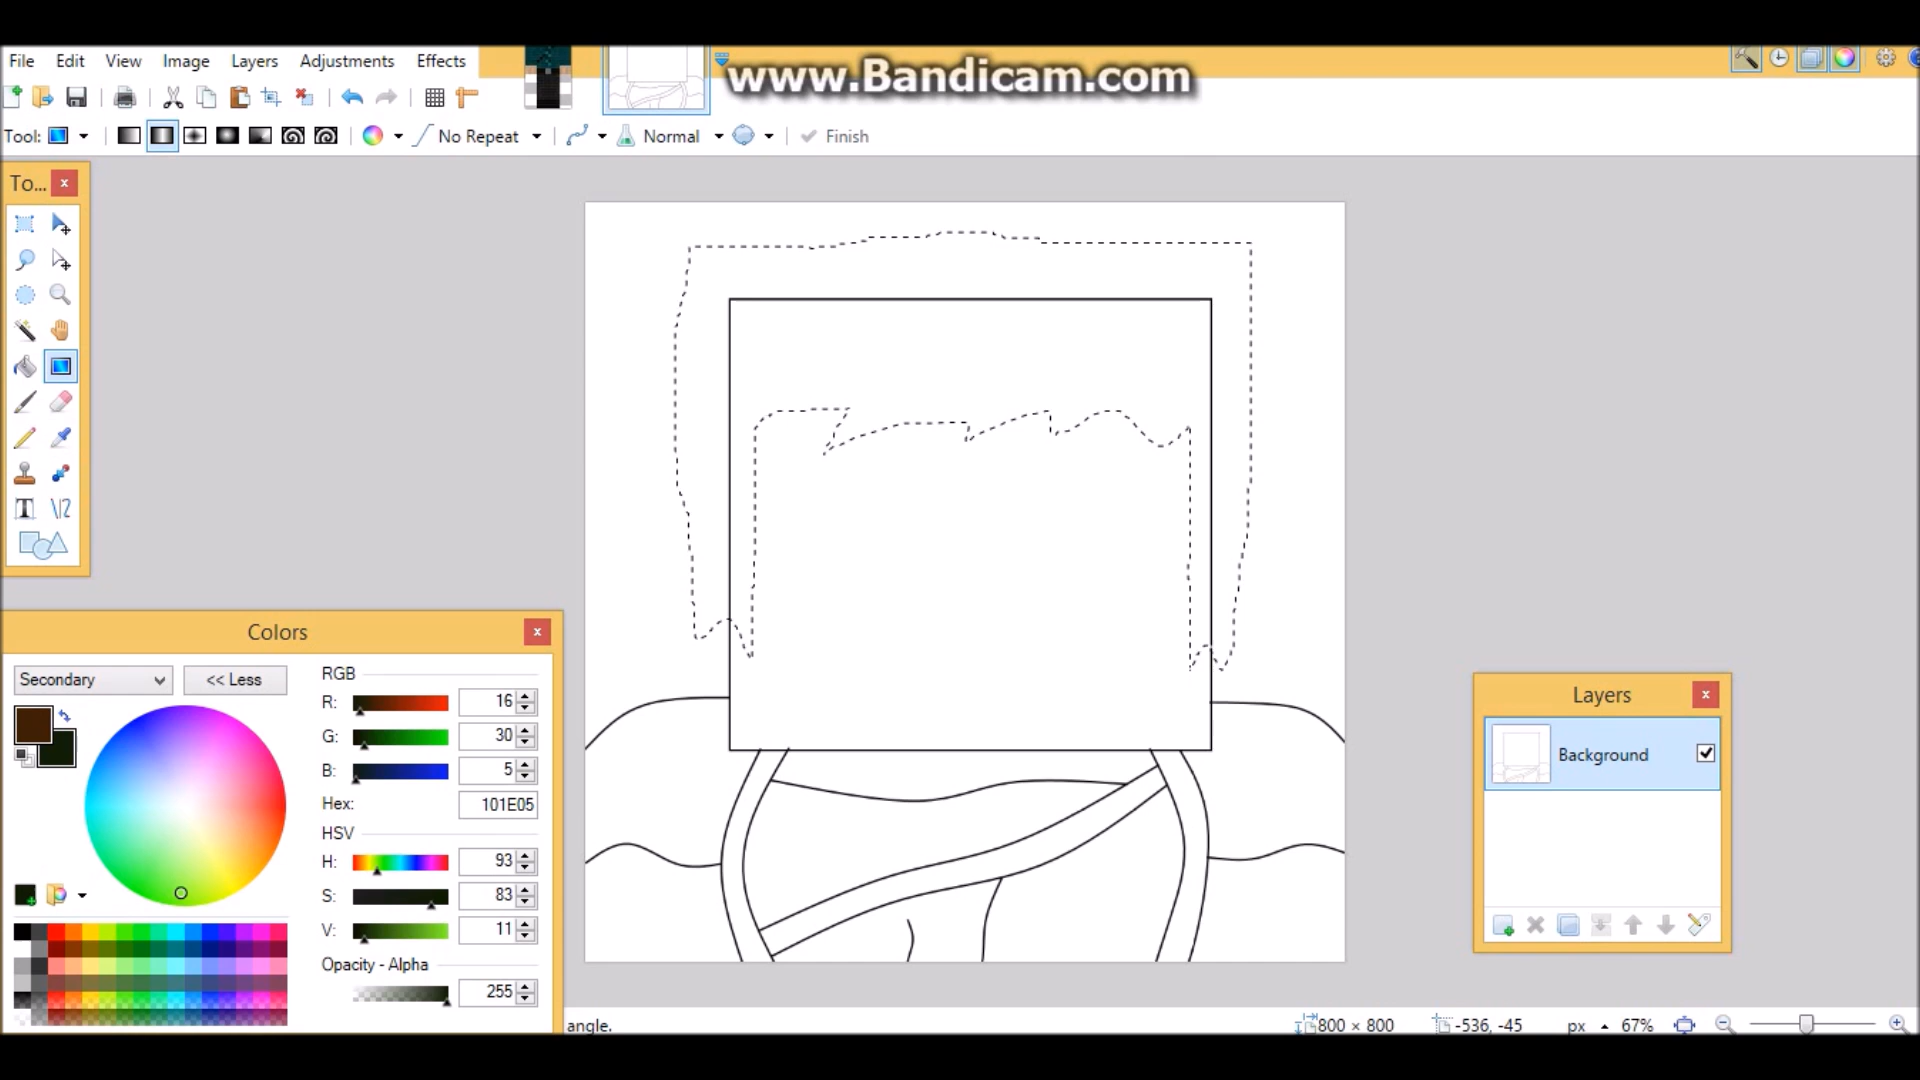 File Edit View Image Layers Adjustments Effects
www.Bandicam.com
Tool: No Repeat Normal Finish
To...
Colors
Secondary << Less
RGB
R: 16
G: 30
B: 5
Hex: 101E05
HSV
H: 93
S: 83
V: 11
Opacity - Alpha
255
Layers
Background
angle.
800 × 800 -536, -45 px 67%